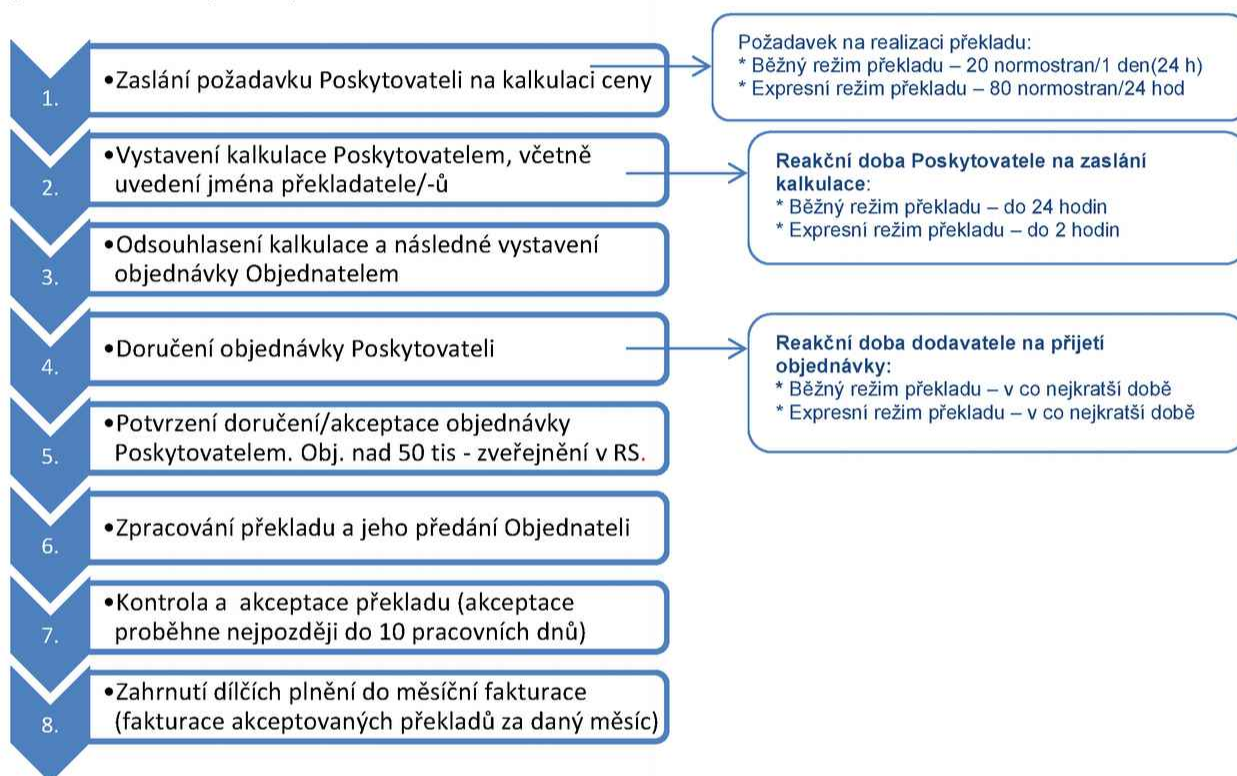 1.
•Zaslání požadavku Poskytovateli na kalkulaci ceny
Požadavek na realizaci překladu:
* Běžný režim překladu – 20 normostran/1 den(24 h)
* Expresní režim překladu – 80 normostran/24 hod
2.
•Vystavení kalkulace Poskytovatelem, včetně
uvedení jména překladatele/-ů
Reakční doba Poskytovatele na zaslání
kalkulace:
* Běžný režim překladu – do 24 hodin
* Expresní režim překladu – do 2 hodin
3.
•Odsouhlasení kalkulace a následné vystavení
objednávky Objednatelem
4.
•Doručení objednávky Poskytovateli
Reakční doba dodavatele na přijetí
objednávky:
* Běžný režim překladu – v co nejkratší době
* Expresní režim překladu – v co nejkratší době
5.
•Potvrzení doručení/akceptace objednávky
Poskytovatelem. Obj. nad 50 tis - zveřejnění v RS.
6.
•Zpracování překladu a jeho předání Objednateli
7.
•Kontrola a akceptace překladu (akceptace
proběhne nejpozději do 10 pracovních dnů)
8.
•Zahrnutí dílčích plnění do měsíční fakturace
(fakturace akceptovaných překladů za daný měsíc)